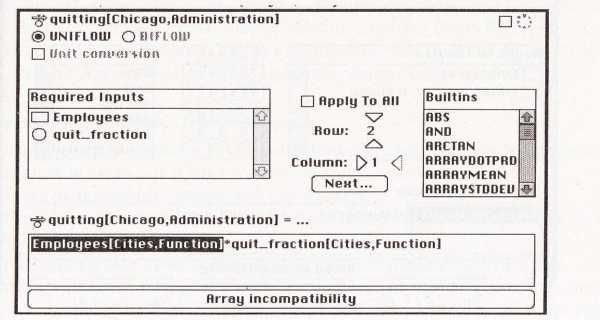 quitting[Chicago,Administration]
UNIFLOW BIFLOW
Unit conversion
Required Inputs
Employees
quit_fraction
Apply To All
Row: 2
Column: 1
Next...
Builtins
ABS
AND
ARCTAN
ARRAYDOTPRD
ARRAYMEAN
ARRAYSTDDEV
quitting[Chicago,Administration] = ...
Employees[Cities,Function]*quit_fraction[Cities,Function]
Array incompatibility